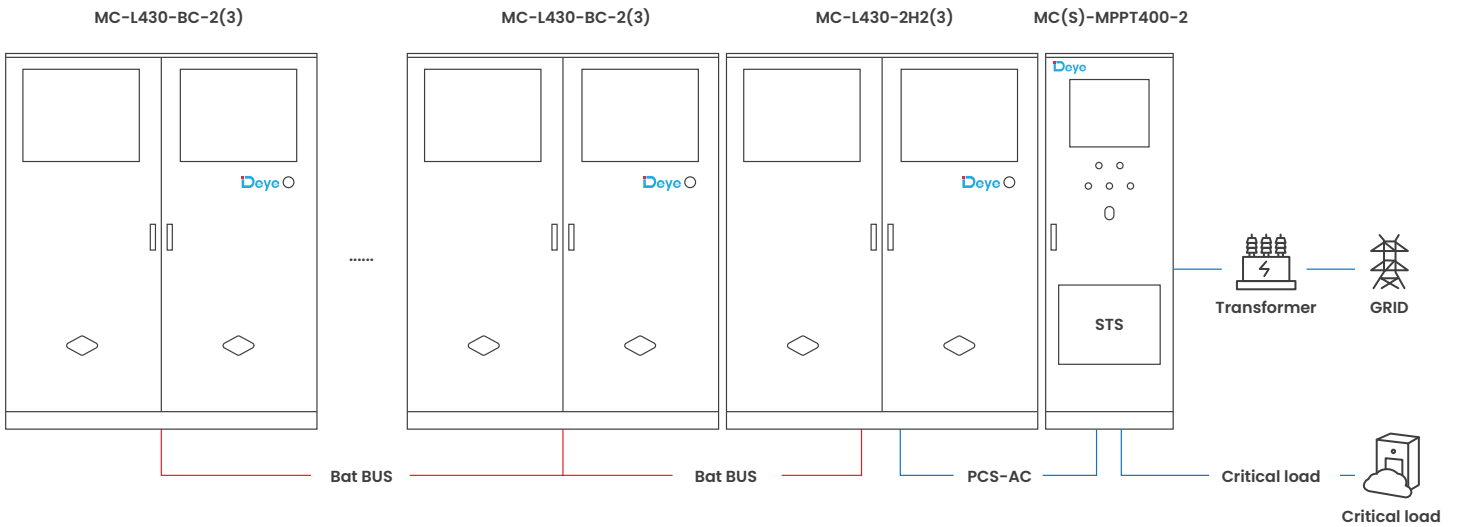 MC-L430-BC-2(3)
MC-L430-BC-2(3)
MC-L430-2H2(3)
MC(S)-MPPT400-2
Deye
Deye
Deye
Deye
......
STS
Transformer
GRID
Bat BUS
Bat BUS
PCS-AC
Critical load
Critical load